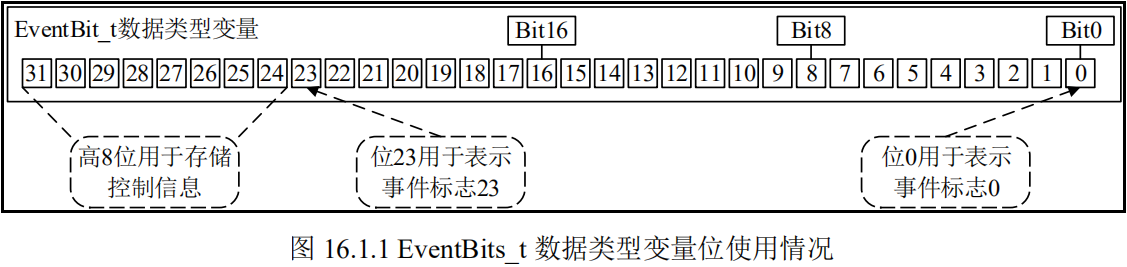 EventBit_t数据类型变量
Bit16 Bit8 Bit0
31 30 29 28 27 26 25 24 23 22 21 20 19 18 17 16 15 14 13 12 11 10 9 8 7 6 5 4 3 2 1 0
高8位用于存储
控制信息
位23用于表示
事件标志23
位0用于表示
事件标志0
图 16.1.1 EventBits_t 数据类型变量位使用情况